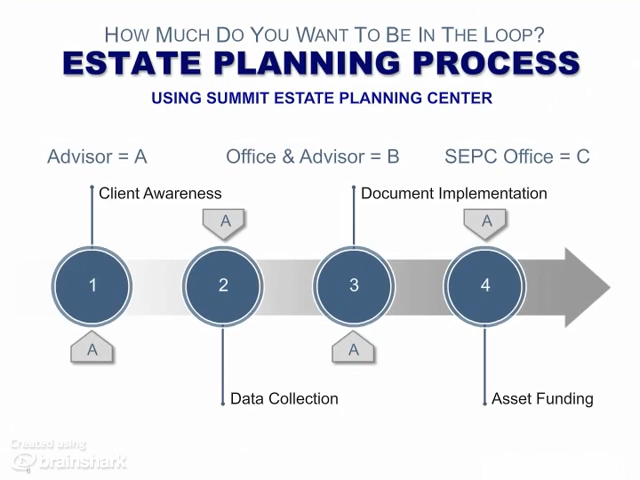 HOW MUCH DO YOU WANT TO BE IN THE LOOP?
ESTATE PLANNING PROCESS
USING SUMMIT ESTATE PLANNING CENTER
Advisor = A
Office & Advisor = B
SEPC Office = C
Client Awareness
Document Implementation
A
A
1
2
3
4
A
A
Data Collection
Asset Funding
Created using
brainshark